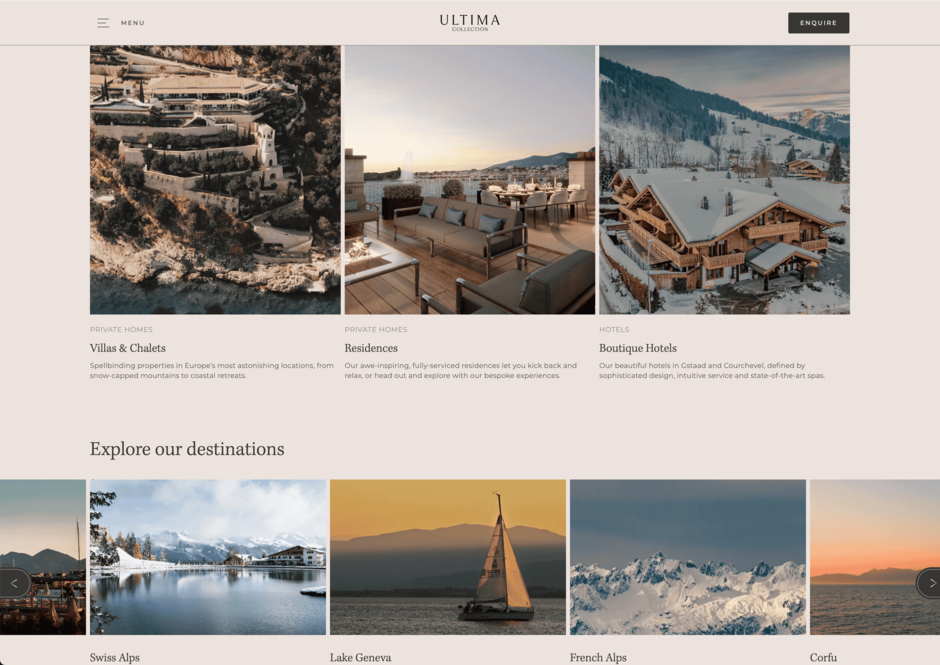 MENU
ULTIMA
COLLECTION
ENQUIRE
PRIVATE HOMES
Villas & Chalets
Spellbinding properties in Europe's most astonishing locations, from
snow-capped mountains to coastal retreats.
PRIVATE HOMES
Residences
Our awe-inspiring, fully-serviced residences let you kick back and
relax, or head out and explore with our bespoke experiences.
HOTELS
Boutique Hotels
Our beautiful hotels in Gstaad and Courchevel, defined by
sophisticated design, intuitive service and state-of-the-art spas.
Explore our destinations
Swiss Alps
Lake Geneva
French Alps
Corfu